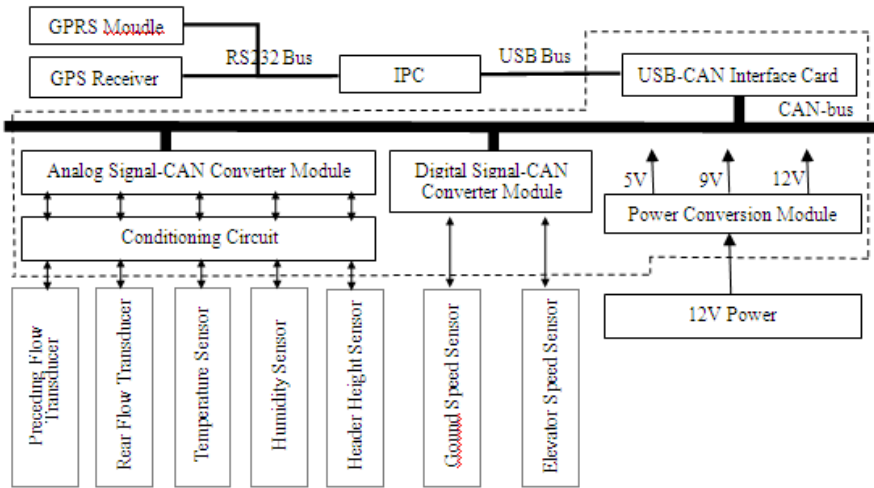 GPRS Moudle
GPS Receiver
RS232 Bus
IPC
USB Bus
USB-CAN Interface Card
CAN-bus
Analog Signal-CAN Converter Module
Digital Signal-CAN
Converter Module
5V
9V
12V
Power Conversion Module
Conditioning Circuit
12V Power
Preceding Flow
Transducer
Rear Flow Transducer
Temperature Sensor
Humidity Sensor
Header Height Sensor
Gound Speed Sensor
Elevator Speed Sensor